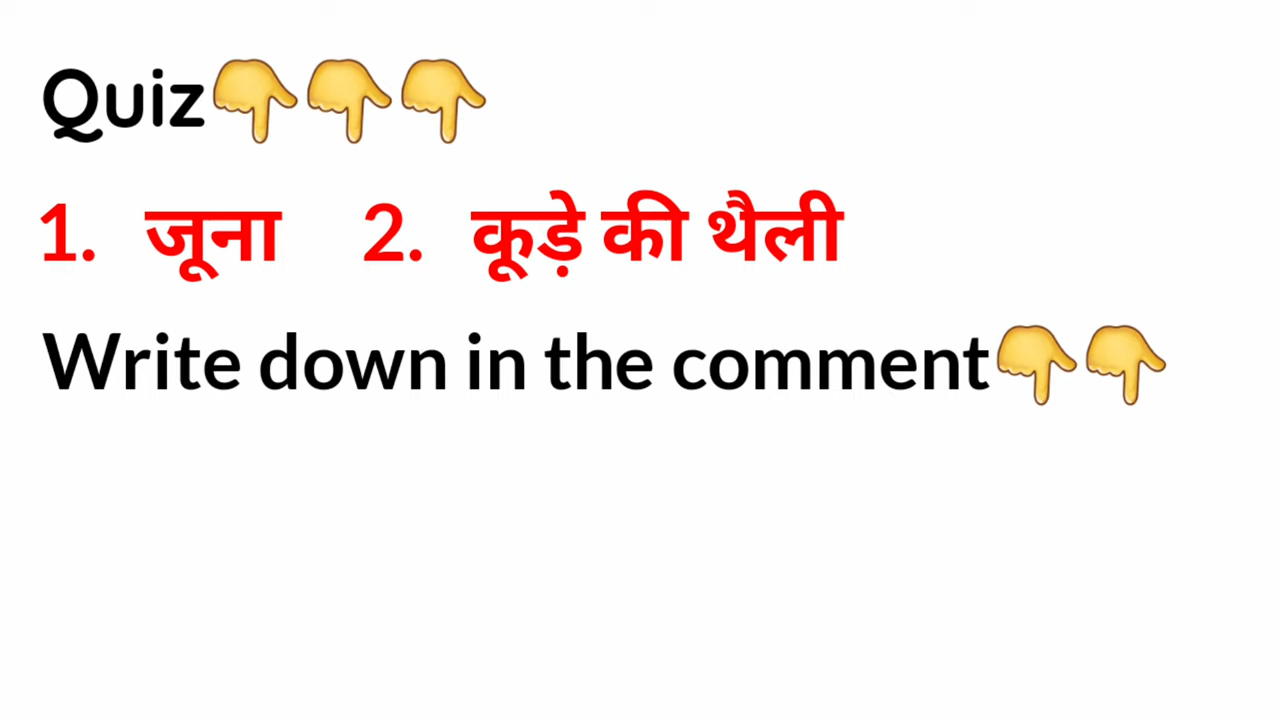 Quiz👇👇👇
1. जूना 2. कूड़े की थैली
Write down in the comment👇👇